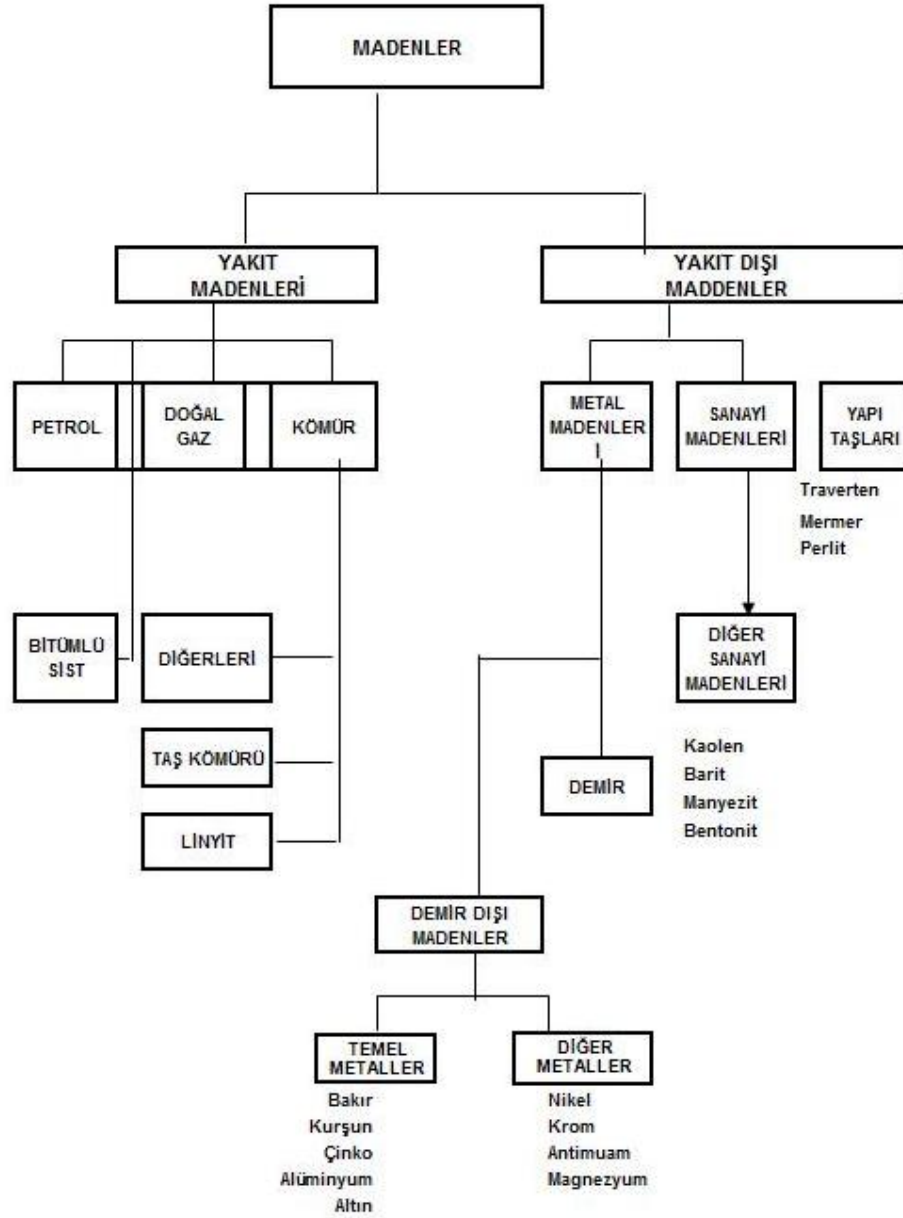 MADENLER
YAKIT
MADENLERİ
YAKIT DIŞI
MADDENLER
PETROL
DOĞAL
GAZ
KÖMÜR
METAL
MADENLER
İ
SANAYİ
MADENLERİ
YAPI
TAŞLARI
Traverten
Mermer
Perlit
BİTÜMLÜ
SİST
DİĞERLERİ
DİĞER
SANAYİ
MADENLERİ
TAŞ KÖMÜRÜ
LİNYİT
DEMİR
Kaolen
Barit
Manyezit
Bentonit
DEMİR DIŞI
MADENLER
TEMEL
METALLER
DİĞER
METALLER
Bakır
Kurşun
Çinko
Alüminyum
Altın
Nikel
Krom
Antimuam
Magnezyum